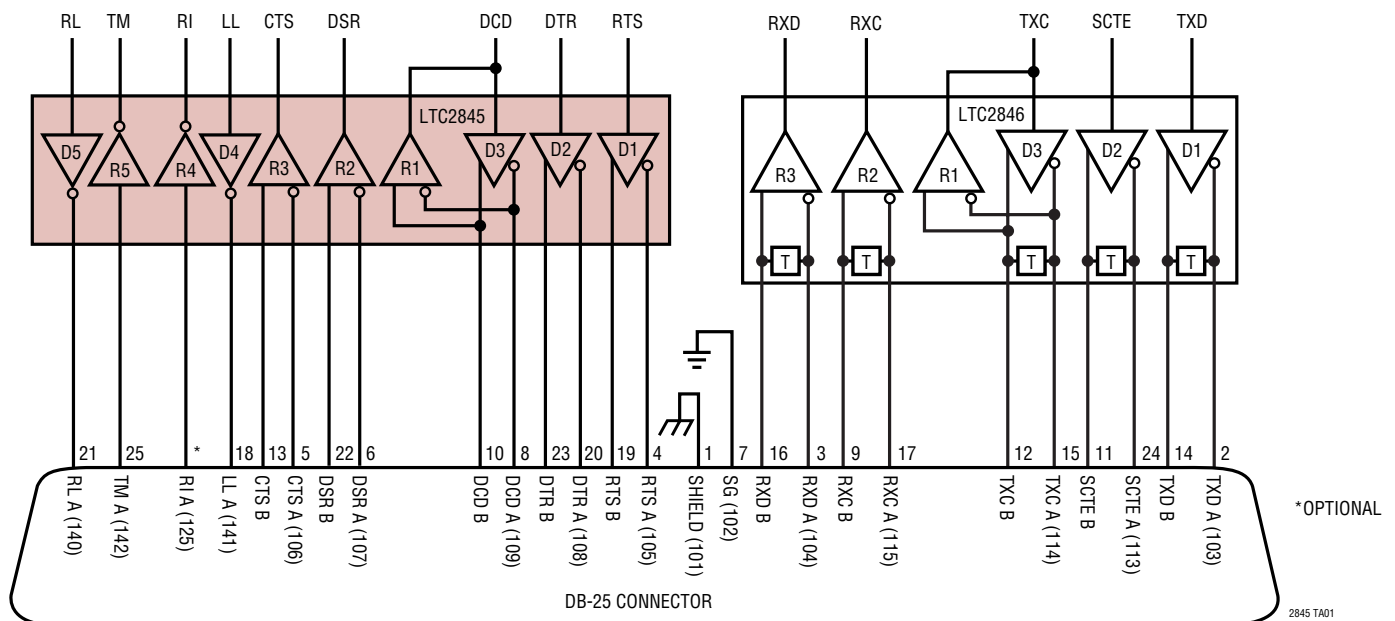 RL TM RI LL CTS DSR DCD DTR RTS RXD RXC TXC SCTE TXD
LTC2845 LTC2846
D5 R5 R4 D4 R3 R2 R1 D3 D2 D1 R3 R2 R1 D3 D2 D1
T T T T T
21 25 * 18 13 5 22 6 10 8 23 20 19 4 1 7 16 3 9 17 12 15 11 24 14 2
RL A (140)
TM A (142)
RI A (125)
LL A (141)
CTS B
CTS A (106)
DSR B
DSR A (107)
DCD B
DCD A (109)
DTR B
DTR A (108)
RTS B
RTS A (105)
SHIELD (101)
SG (102)
RXD B
RXD A (104)
RXC B
RXC A (115)
TXC B
TXC A (114)
SCTE B
SCTE A (113)
TXD B
TXD A (103)
*OPTIONAL
DB-25 CONNECTOR
2845 TA01